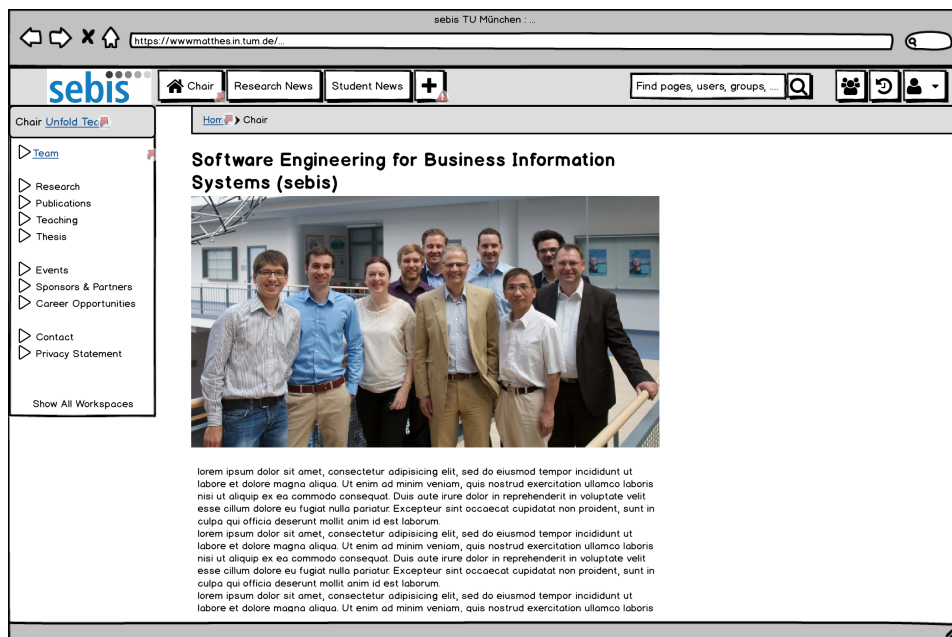 sebis TU München : ...
https://wwwmatthes.in.tum.de/...
sebis
Chair
Research News
Student News
Find pages, users, groups, ....
Chair Unfold Tec
Hom Chair
Team
Research
Publications
Teaching
Thesis
Events
Sponsors & Partners
Career Opportunities
Contact
Privacy Statement
Show All Workspaces
Software Engineering for Business Information
Systems (sebis)
lorem ipsum dolor sit amet, consectetur adipisicing elit, sed do eiusmod tempor incididunt ut
labore et dolore magna aliqua. Ut enim ad minim veniam, quis nostrud exercitation ullamco laboris
nisi ut aliquip ex ea commodo consequat. Duis aute irure dolor in reprehenderit in voluptate velit
esse cillum dolore eu fugiat nulla pariatur. Excepteur sint occaecat cupidatat non proident, sunt in
culpa qui officia deserunt mollit anim id est laborum.
lorem ipsum dolor sit amet, consectetur adipisicing elit, sed do eiusmod tempor incididunt ut
labore et dolore magna aliqua. Ut enim ad minim veniam, quis nostrud exercitation ullamco laboris
nisi ut aliquip ex ea commodo consequat. Duis aute irure dolor in reprehenderit in voluptate velit
esse cillum dolore eu fugiat nulla pariatur. Excepteur sint occaecat cupidatat non proident, sunt in
culpa qui officia deserunt mollit anim id est laborum.
lorem ipsum dolor sit amet, consectetur adipisicing elit, sed do eiusmod tempor incididunt ut
labore et dolore magna aliqua. Ut enim ad minim veniam, quis nostrud exercitation ullamco laboris